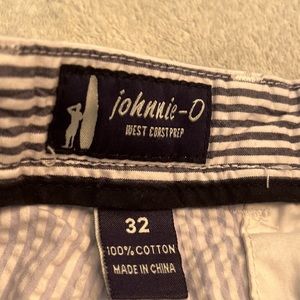 johnnie-O
WEST COAST PREP
32
100% COTTON
MADE IN CHINA